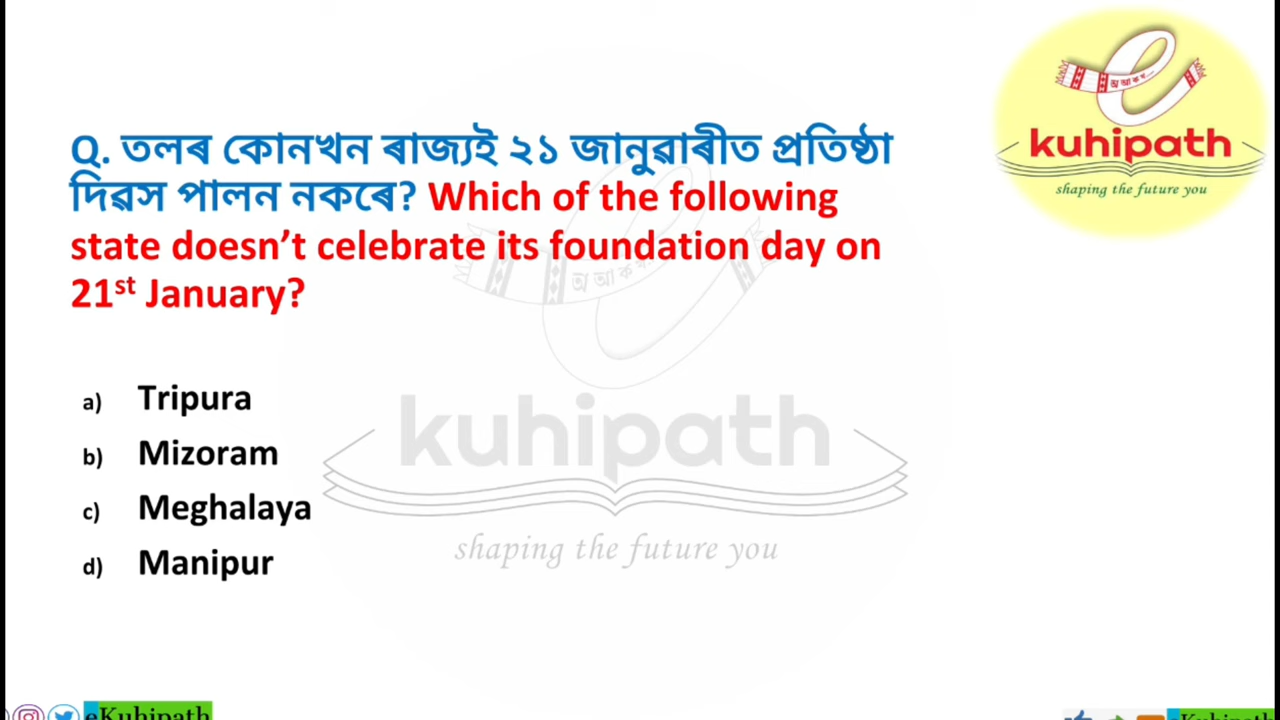 Q. তলৰ কোনখন ৰাজ্যই ২১ জানুৱাৰীত প্ৰতিষ্ঠা
দিৱস পালন নকৰে? Which of the following
state doesn't celebrate its foundation day on
21st January?
a) Tripura
b) Mizoram
c) Meghalaya
d) Manipur
অ আ ক খ...
kuhipath
shaping the future you
অ আ ক খ
kuhipath
shaping the future you
eKuhipath
eKuhipath